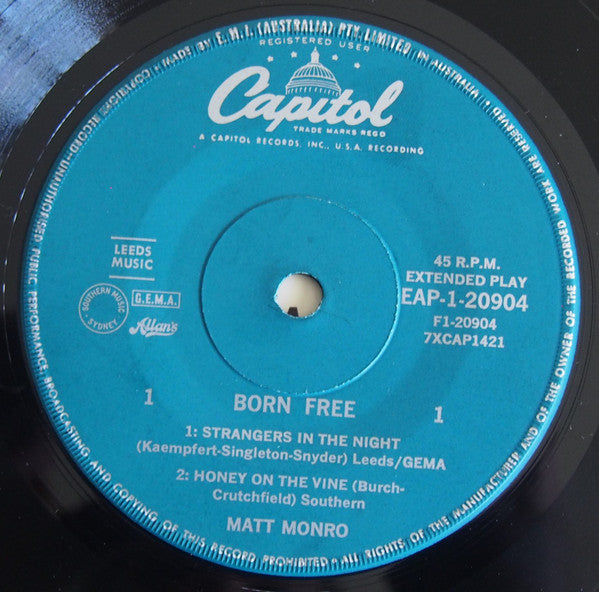 MADE BY E.M.I. (AUSTRALIA) PTY. LIMITED IN AUSTRALIA
REGISTERED USER
Capitol
TRADE MARKS REGD
A CAPITOL RECORDS, INC., U.S.A. RECORDING
LEEDS
MUSIC
SOUTHERN MUSIC
SYDNEY
G.E.M.A.
Allan's
45 R.P.M.
EXTENDED PLAY
EAP-1-20904
F1-20904
7XCAP1421
1
BORN FREE
1
1: STRANGERS IN THE NIGHT
(Kaempfert-Singleton-Snyder) Leeds/GEMA
2: HONEY ON THE VINE (Burch-
Crutchfield) Southern
MATT MONRO
ALL RIGHTS OF THE MANUFACTURER AND OF THE OWNER OF THE RECORDED WORK ARE RESERVED
UNAUTHORISED PUBLIC PERFORMANCE, BROADCASTING AND COPYING OF THIS RECORD PROHIBITED